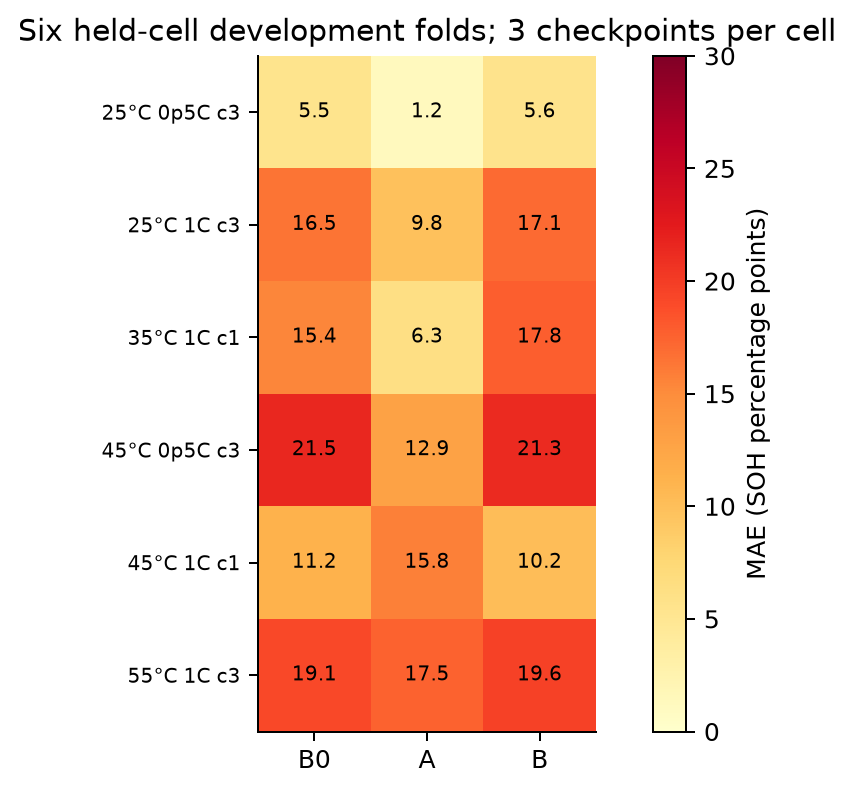 Six held-cell development folds; 3 checkpoints per cell
25°C 0p5C c3 5.5 1.2 5.6
25°C 1C c3 16.5 9.8 17.1
35°C 1C c1 15.4 6.3 17.8
45°C 0p5C c3 21.5 12.9 21.3
45°C 1C c1 11.2 15.8 10.2
55°C 1C c3 19.1 17.5 19.6
B0 A B
30
25
20
15
10
5
0
MAE (SOH percentage points)